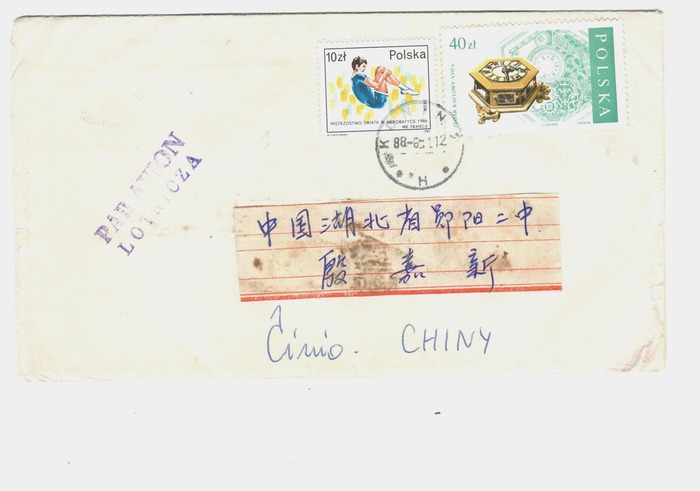 10zł Polska
MISTRZOSTWO ŚWIATA W AKROBATYCE 1986
WE FRANCJI
40zł
POLSKA
PAR AVION
LOTNICZA
中国湖北省郧阳二中
殷 嘉 新
Ĉinio. CHINY